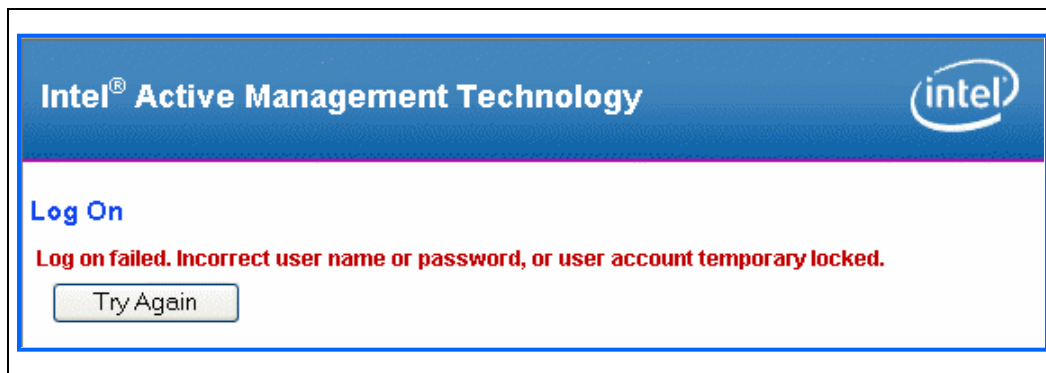 Intel® Active Management Technology
intel
Log On
Log on failed. Incorrect user name or password, or user account temporary locked.
Try Again